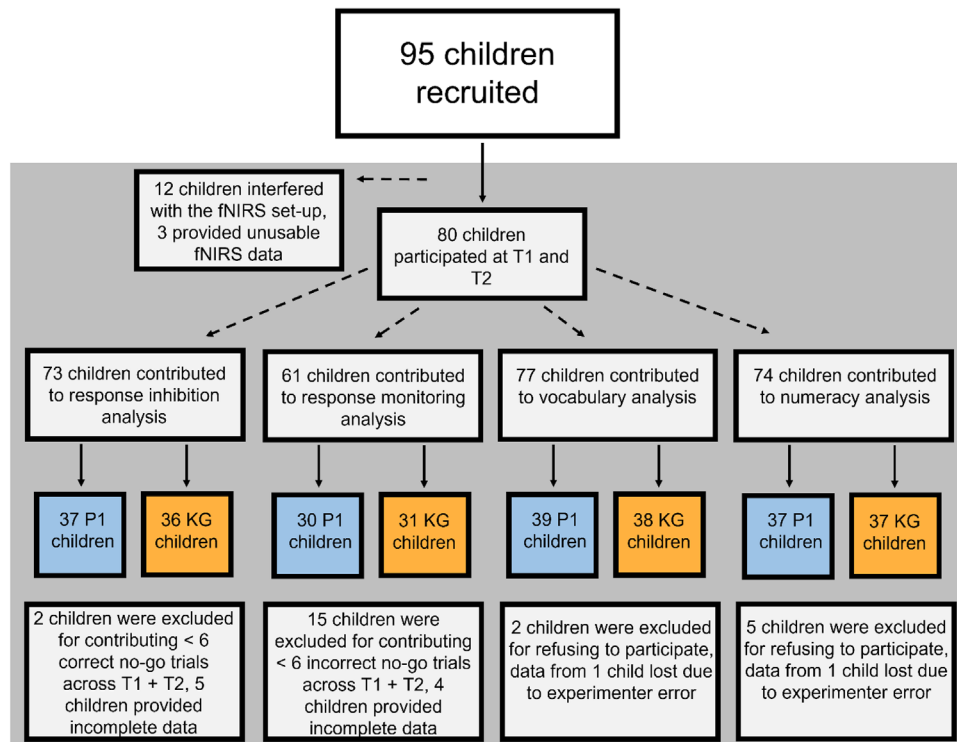 95 children
recruited
12 children interfered
with the fNIRS set-up,
3 provided unusable
fNIRS data
80 children
participated at T1 and
T2
73 children contributed
to response inhibition
analysis
61 children contributed
to response monitoring
analysis
77 children contributed
to vocabulary analysis
74 children contributed
to numeracy analysis
37 P1
children
36 KG
children
30 P1
children
31 KG
children
39 P1
children
38 KG
children
37 P1
children
37 KG
children
2 children were excluded
for contributing < 6
correct no-go trials
across T1 + T2, 5
children provided
incomplete data
15 children were
excluded for contributing
< 6 incorrect no-go trials
across T1 + T2, 4
children provided
incomplete data
2 children were excluded
for refusing to participate,
data from 1 child lost due
to experimenter error
5 children were excluded
for refusing to participate,
data from 1 child lost due
to experimenter error